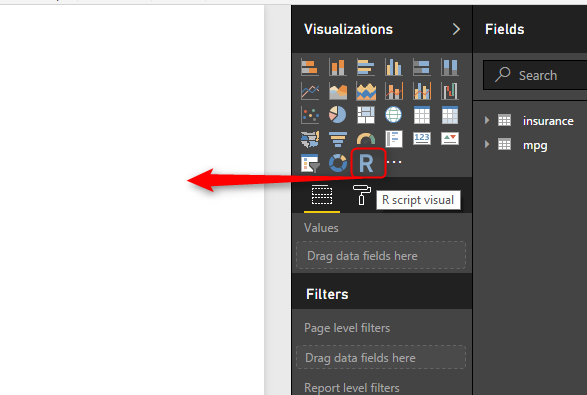 Visualizations
Fields
Search
insurance
mpg
123
R
R script visual
Values
Drag data fields here
Filters
Page level filters
Drag data fields here
Report level filters